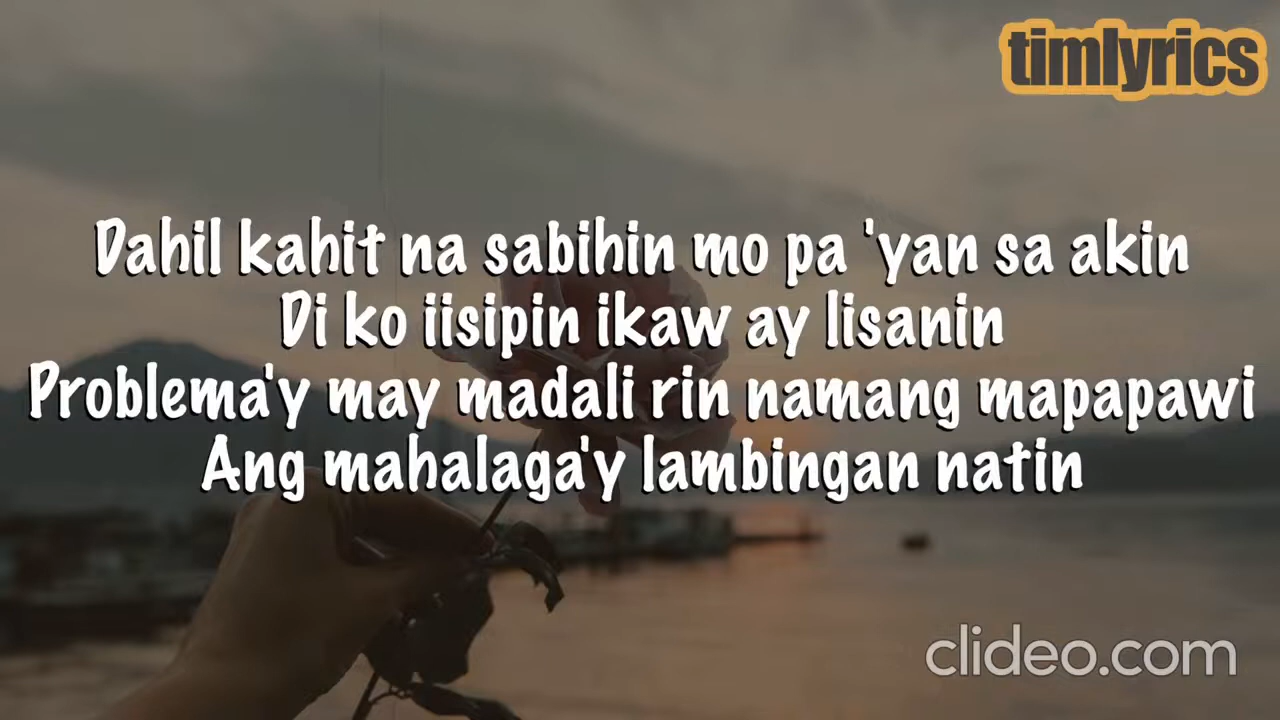 timlyrics
Dahil kahit na sabihin mo pa 'yan sa akin
Di ko iisipin ikaw ay lisanin
Problema'y may madali rin namang mapapawi
Ang mahalaga'y lambingan natin
clideo.com